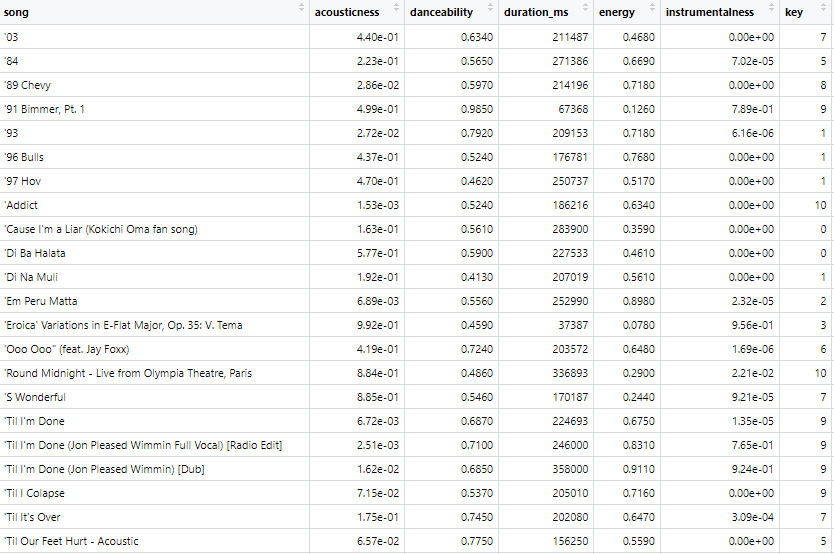 song acousticness danceability duration_ms energy instrumentalness key
'03 4.40e-01 0.6340 211487 0.4680 0.00e+00 7
'84 2.23e-01 0.5650 271386 0.6690 7.02e-05 5
'89 Chevy 2.86e-02 0.5970 214196 0.7180 0.00e+00 8
'91 Bimmer, Pt. 1 4.99e-01 0.9850 67368 0.1260 7.89e-01 9
'93 2.72e-02 0.7920 209153 0.7180 6.16e-06 1
'96 Bulls 4.37e-01 0.5240 176781 0.7680 0.00e+00 1
'97 Hov 4.70e-01 0.4620 250737 0.5170 0.00e+00 1
'Addict 1.53e-03 0.5240 186216 0.6340 0.00e+00 10
'Cause I'm a Liar (Kokichi Oma fan song) 1.63e-01 0.5610 283900 0.3590 0.00e+00 0
'Di Ba Halata 5.77e-01 0.5900 227533 0.4610 0.00e+00 0
'Di Na Muli 1.92e-01 0.4130 207019 0.5610 0.00e+00 1
'Em Peru Matta 6.89e-03 0.5560 252990 0.8980 2.32e-05 2
'Eroica' Variations in E-Flat Major, Op. 35: V. Tema 9.92e-01 0.4590 37387 0.0780 9.56e-01 3
'Ooo Ooo" (feat. Jay Foxx) 4.19e-01 0.7240 203572 0.6480 1.69e-06 6
'Round Midnight - Live from Olympia Theatre, Paris 8.84e-01 0.4860 336893 0.2900 2.21e-02 10
'S Wonderful 8.85e-01 0.5460 170187 0.2440 9.21e-05 7
'Til I'm Done 6.72e-03 0.6870 224693 0.6750 1.35e-05 9
'Til I'm Done (Jon Pleased Wimmin Full Vocal) [Radio Edit] 2.51e-03 0.7100 246000 0.8310 7.65e-01 9
'Til I'm Done (Jon Pleased Wimmin) [Dub] 1.62e-02 0.6850 358000 0.9110 9.24e-01 9
'Til I Colapse 7.15e-02 0.5370 205010 0.7160 0.00e+00 9
'Til It's Over 1.75e-01 0.7450 202080 0.6470 3.09e-04 7
'Til Our Feet Hurt - Acoustic 6.57e-02 0.7750 156250 0.5590 0.00e+00 5